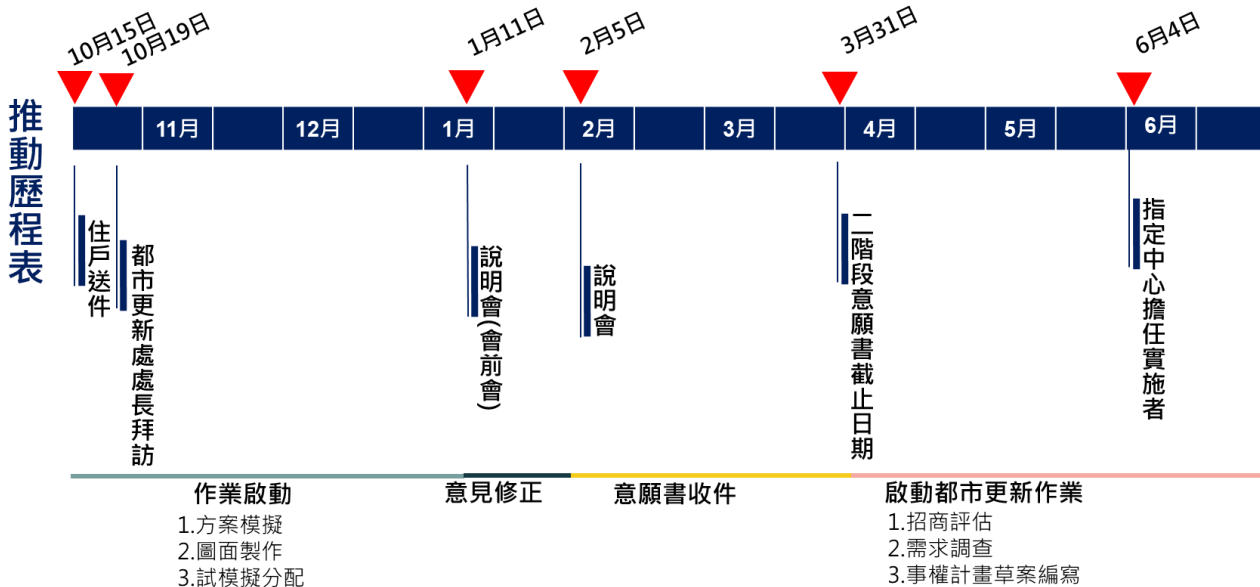 推動歷程表
10月15日
10月19日
1月11日
2月5日
3月31日
6月4日
11月
12月
1月
2月
3月
4月
5月
6月
住戶送件
都市更新處處長拜訪
說明會(會前會)
說明會
二階段意願書截止日期
指定中心擔任實施者
作業啟動
1.方案模擬
2.圖面製作
3.試模擬分配
意見修正
意願書收件
啟動都市更新作業
1.招商評估
2.需求調查
3.事權計畫草案編寫